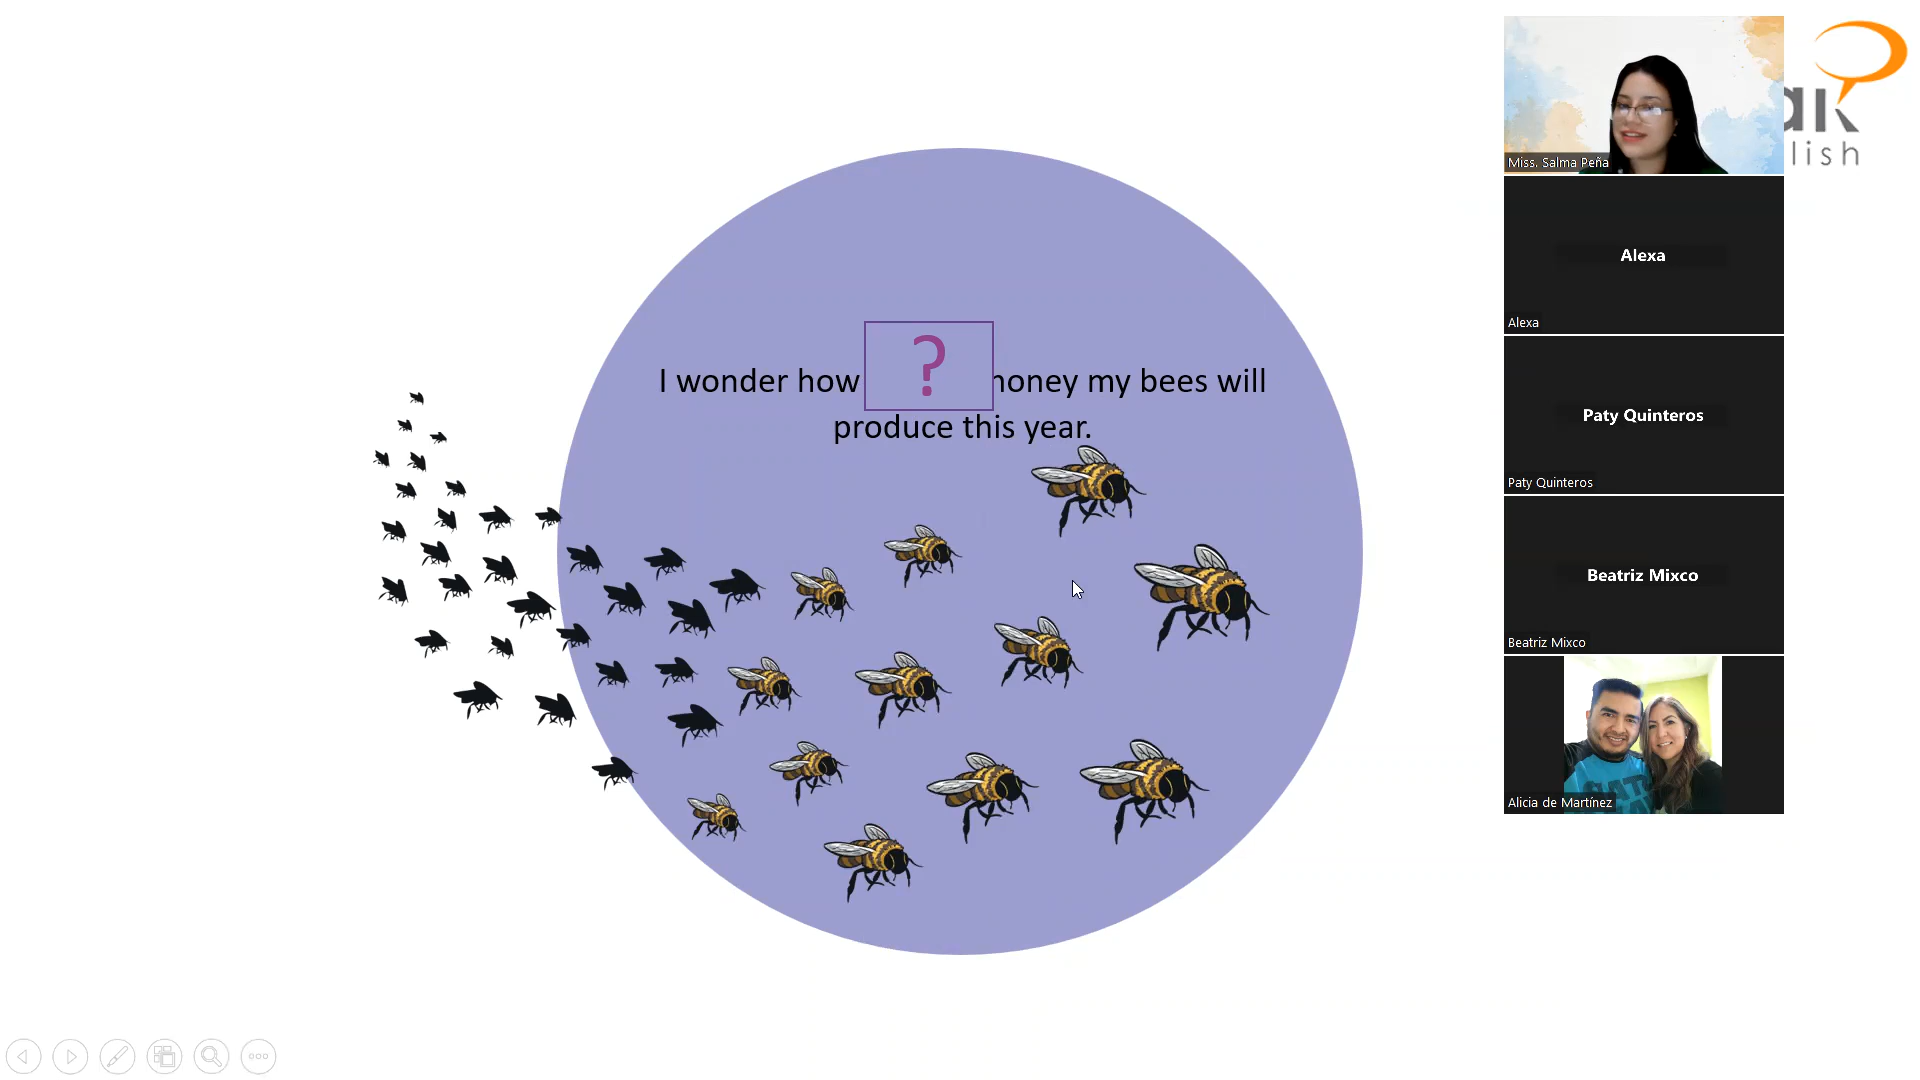 I wonder how ? honey my bees will
produce this year.
Miss. Salma Peña
lish
Alexa
Alexa
Paty Quinteros
Paty Quinteros
Beatriz Mixco
Beatriz Mixco
Alicia de Martínez